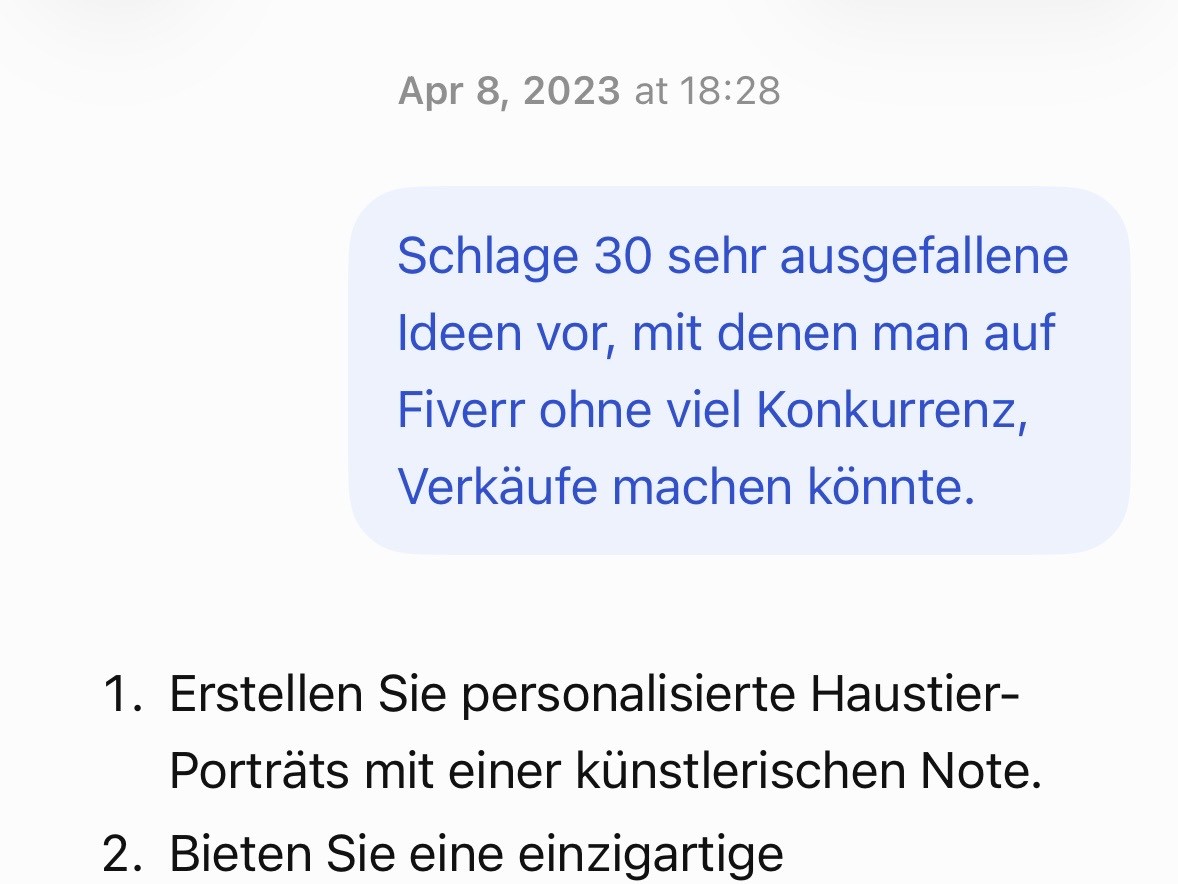 Apr 8, 2023 at 18:28
Schlage 30 sehr ausgefallene
Ideen vor, mit denen man auf
Fiverr ohne viel Konkurrenz,
Verkäufe machen könnte.
1. Erstellen Sie personalisierte Haustier-
Porträts mit einer künstlerischen Note.
2. Bieten Sie eine einzigartige